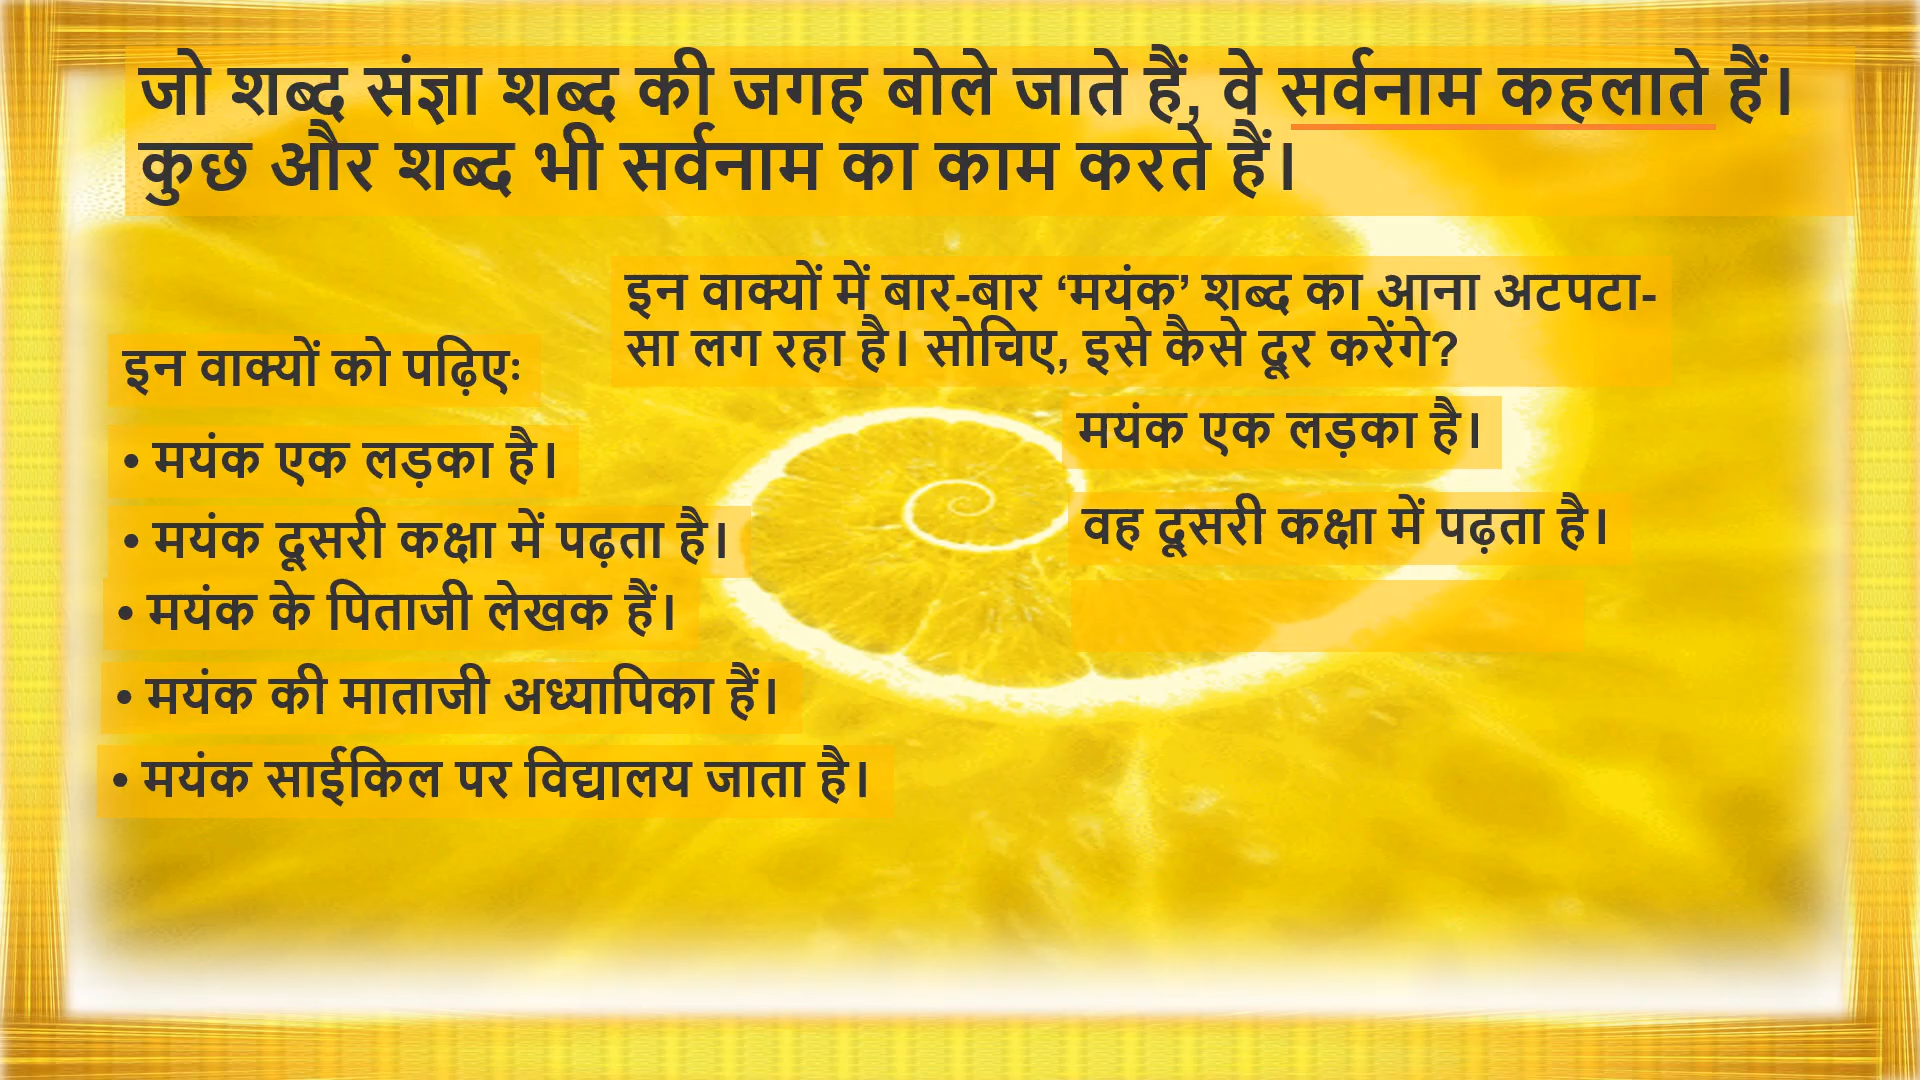 जो शब्द संज्ञा शब्द की जगह बोले जाते हैं, वे सर्वनाम कहलाते हैं।
कुछ और शब्द भी सर्वनाम का काम करते हैं।
इन वाक्यों में बार-बार ‘मयंक’ शब्द का आना अटपटा-
सा लग रहा है। सोचिए, इसे कैसे दूर करेंगे?
इन वाक्यों को पढ़िएः
• मयंक एक लड़का है।
• मयंक दूसरी कक्षा में पढ़ता है।
• मयंक के पिताजी लेखक हैं।
• मयंक की माताजी अध्यापिका हैं।
• मयंक साईकिल पर विद्यालय जाता है।
मयंक एक लड़का है।
वह दूसरी कक्षा में पढ़ता है।